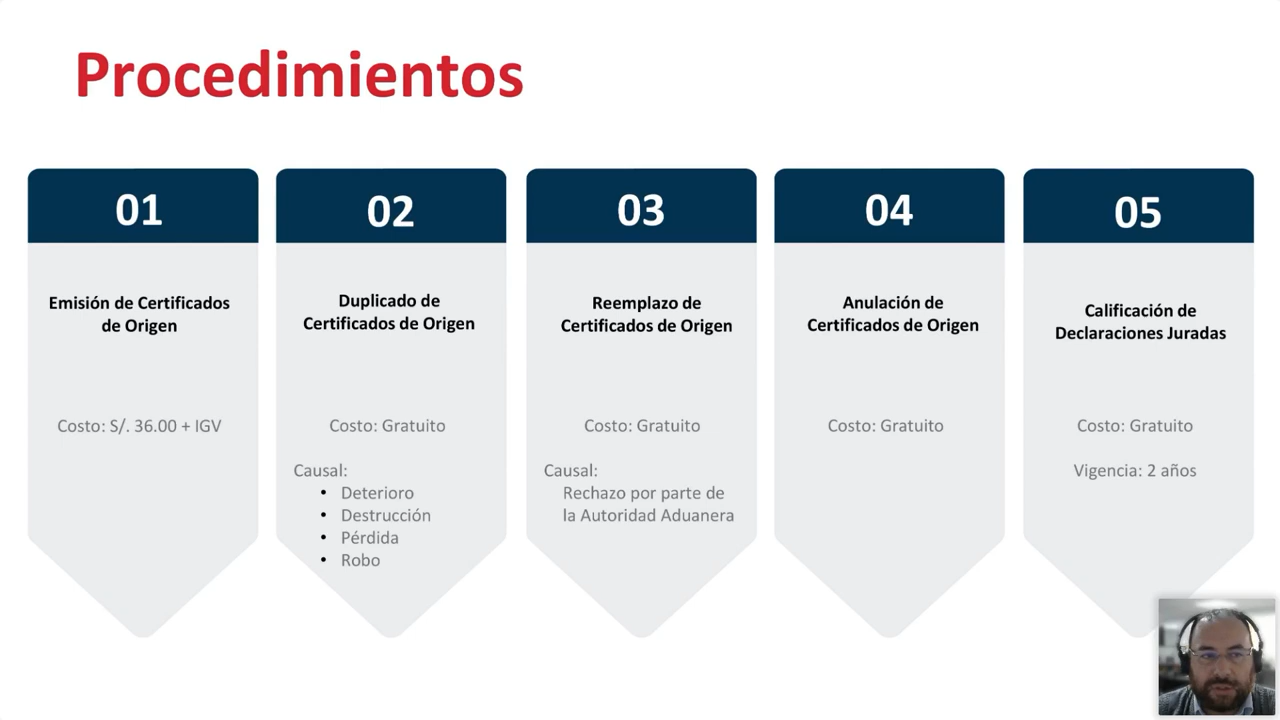 Procedimientos
01
Emisión de Certificados
de Origen
Costo: S/. 36.00 + IGV
02
Duplicado de
Certificados de Origen
Costo: Gratuito
Causal:
• Deterioro
• Destrucción
• Pérdida
• Robo
03
Reemplazo de
Certificados de Origen
Costo: Gratuito
Causal:
Rechazo por parte de
la Autoridad Aduanera
04
Anulación de
Certificados de Origen
Costo: Gratuito
05
Calificación de
Declaraciones Juradas
Costo: Gratuito
Vigencia: 2 años